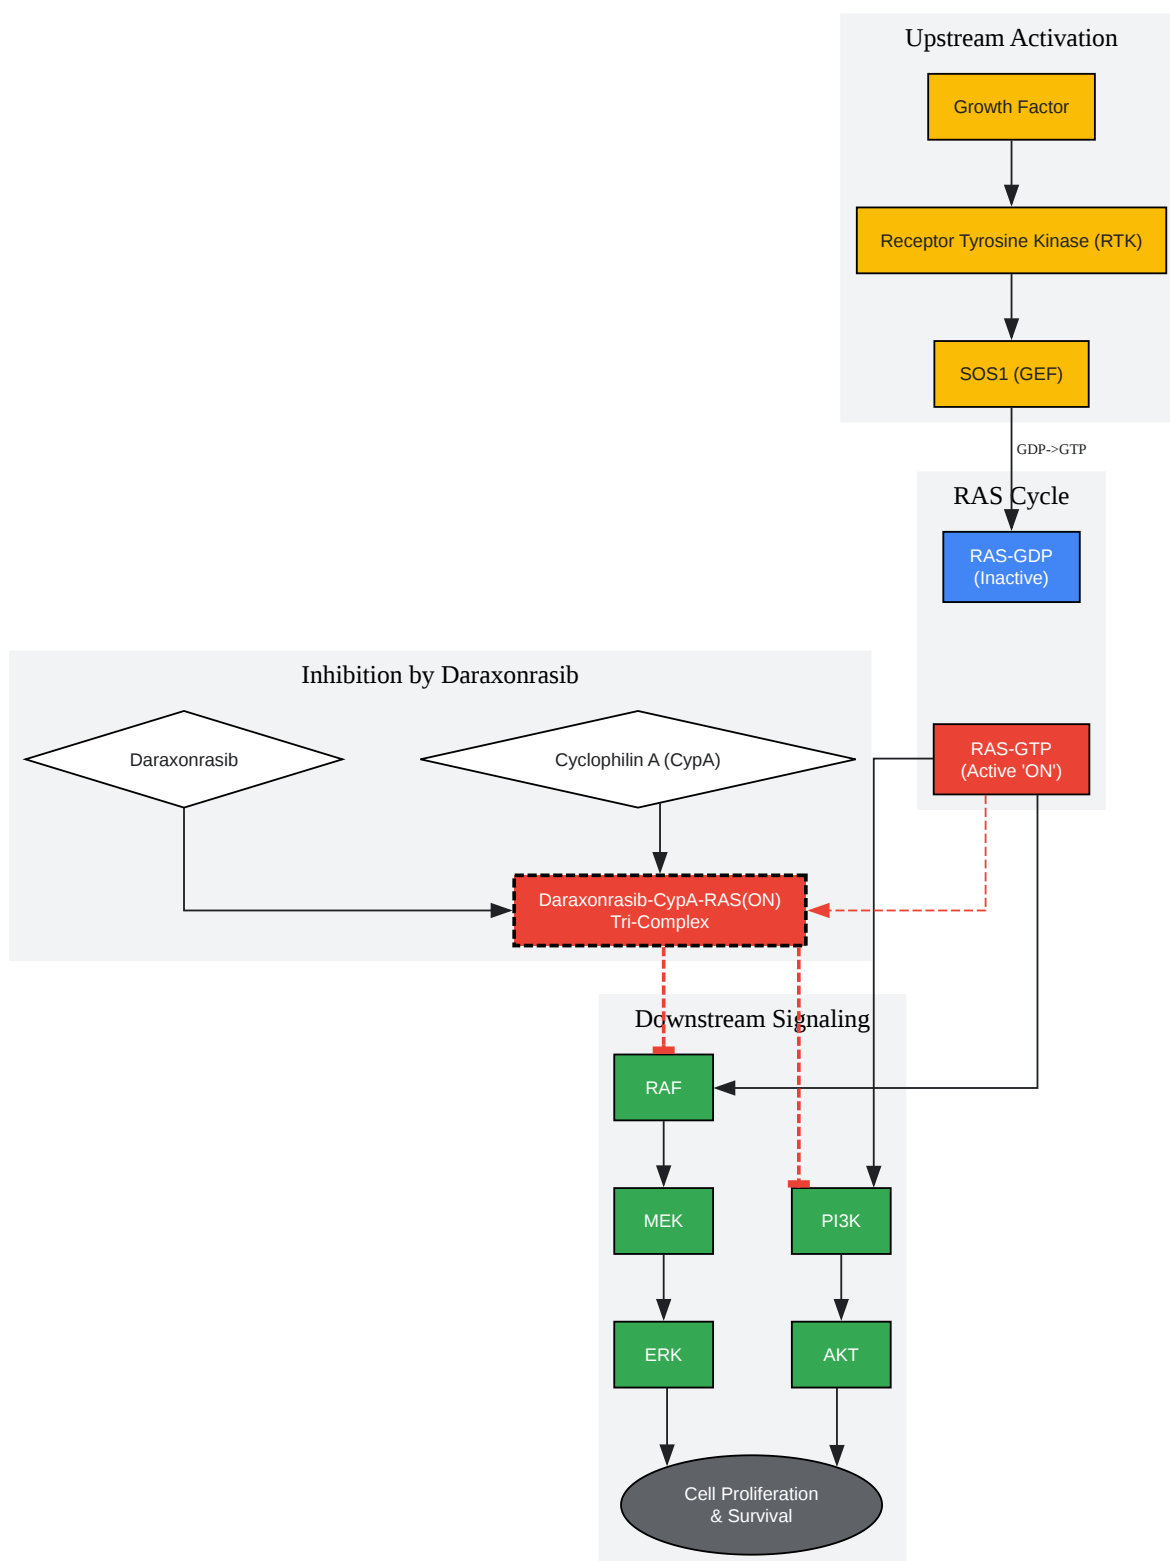 Upstream Activation
Growth Factor
Receptor Tyrosine Kinase (RTK)
SOS1 (GEF)
GDP->GTP
RAS Cycle
RAS-GDP
(Inactive)
Inhibition by Daraxonrasib
Daraxonrasib
Cyclophilin A (CypA)
RAS-GTP
(Active 'ON')
Daraxonrasib-CypA-RAS(ON)
Tri-Complex
Downstream Signaling
RAF
MEK
PI3K
ERK
AKT
Cell Proliferation
& Survival